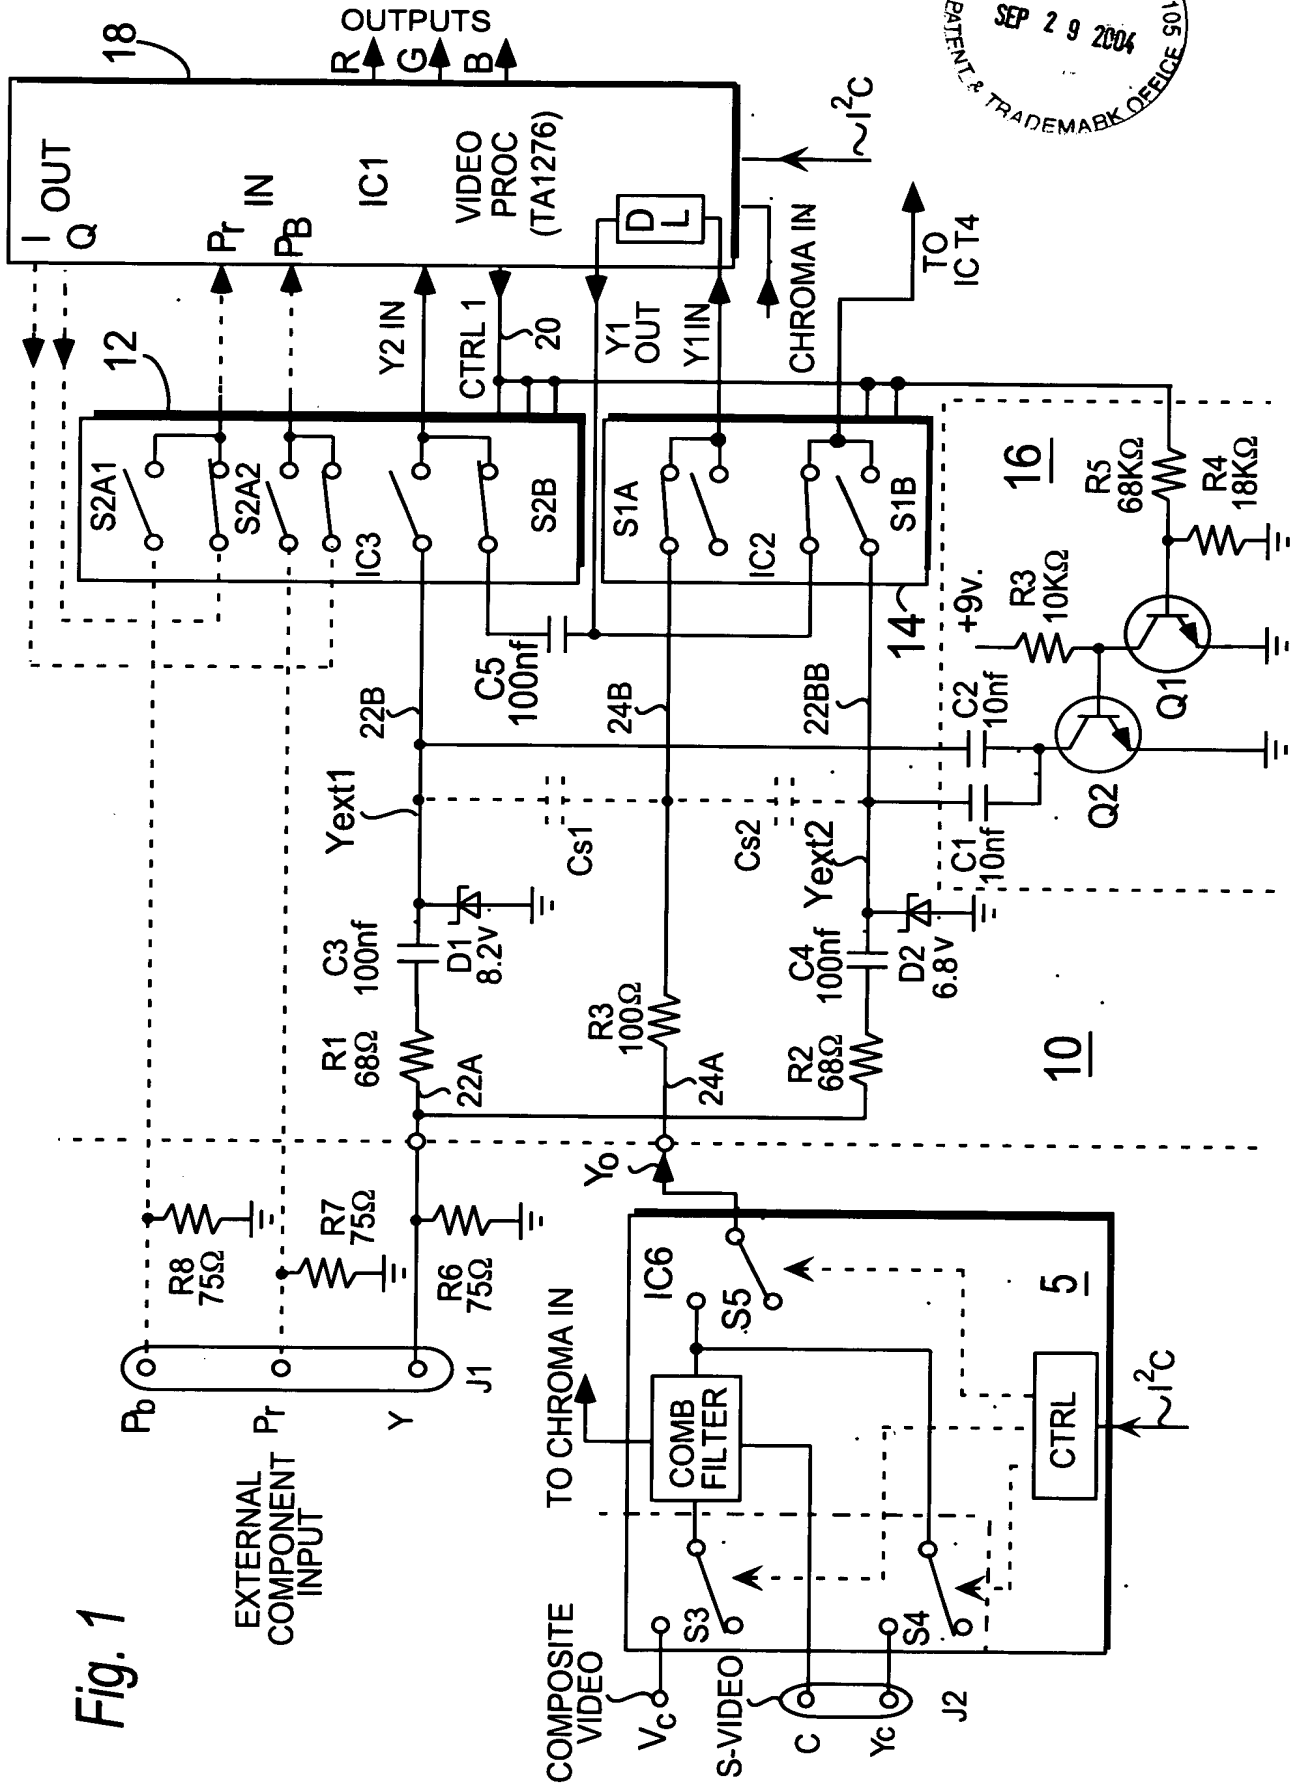 Fig. 1
EXTERNAL
COMPONENT
INPUT
Pb
Pr
Y
J1
R8
75Ω
R7
75Ω
R6
75Ω
COMPOSITE
VIDEO
Vc
S-VIDEO
C
Yc
J2
TO CHROMA IN
COMB
FILTER
S3
S4
S5
IC6
CTRL
5
I²C
Yo
22A
24A
R1
68Ω
C3
100nf
D1
8.2v
Yext1
22B
R3
100Ω
24B
Cs1
Cs2
R2
68Ω
C4
100nf
D2
6.8v
Yext2
22BB
10
C5
100nf
12
S2A1
S2A2
IC3
S2B
S1A
IC2
S1B
14
C1
10nf
C2
10nf
+9v.
R3
10KΩ
16
R5
68KΩ
R4
18KΩ
Q2
Q1
18
I
OUT
Q
Pr
IN
PB
IC1
VIDEO
PROC
(TA1276)
D
L
Y2 IN
CTRL 1
20
Y1
OUT
Y1IN
CHROMA IN
TO
IC T4
I²C
OUTPUTS
R
G
B
SEP 2 9 2004
PATENT & TRADEMARK OFFICE
105